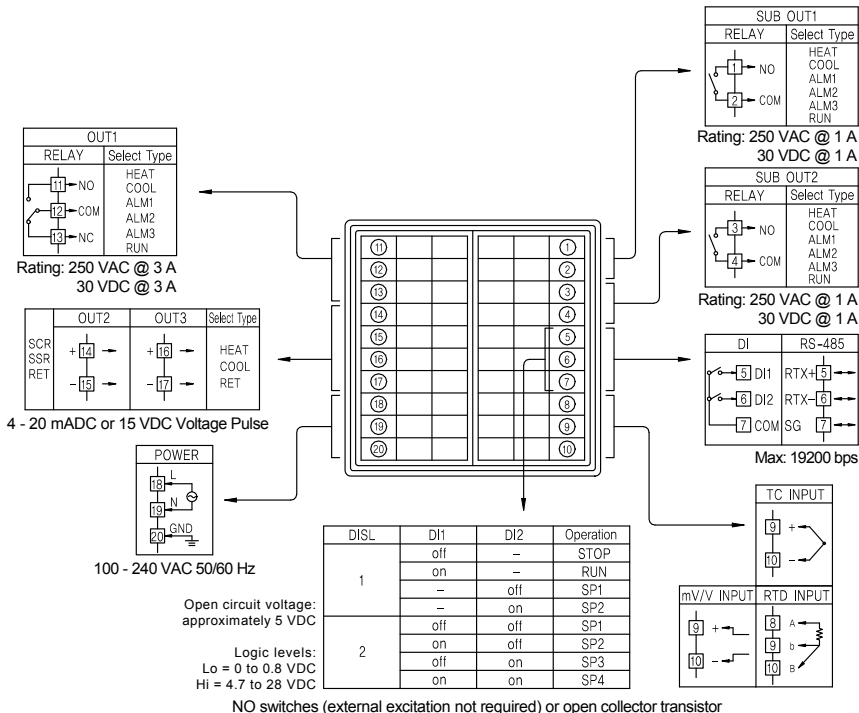 SUB OUT1
RELAY Select Type
1 NO
2 COM
HEAT
COOL
ALM1
ALM2
ALM3
RUN
Rating: 250 VAC @ 1 A
30 VDC @ 1 A
OUT1
RELAY Select Type
11 NO
12 COM
13 NC
HEAT
COOL
ALM1
ALM2
ALM3
RUN
Rating: 250 VAC @ 3 A
30 VDC @ 3 A
SUB OUT2
RELAY Select Type
3 NO
4 COM
HEAT
COOL
ALM1
ALM2
ALM3
RUN
Rating: 250 VAC @ 1 A
30 VDC @ 1 A
11 1
12 2
13 3
14 4
15 5
16 6
17 7
18 8
19 9
20 10
OUT2 OUT3 Select Type
SCR
SSR
RET
+ 14 + 16
- 15 - 17
HEAT
COOL
RET
4 - 20 mADC or 15 VDC Voltage Pulse
DI RS-485
5 DI1 RTX+ 5
6 DI2 RTX- 6
7 COM SG 7
Max: 19200 bps
POWER
18 L
19 N
20 GND
100 - 240 VAC 50/60 Hz
TC INPUT
9 +
10 -
mV/V INPUT RTD INPUT
9 + 8 A
9 b
10 - 10 B
Open circuit voltage:
approximately 5 VDC
Logic levels:
Lo = 0 to 0.8 VDC
Hi = 4.7 to 28 VDC
DISL DI1 DI2 Operation
1 off – STOP
on – RUN
– off SP1
– on SP2
2 off off SP1
on off SP2
off on SP3
on on SP4
NO switches (external excitation not required) or open collector transistor